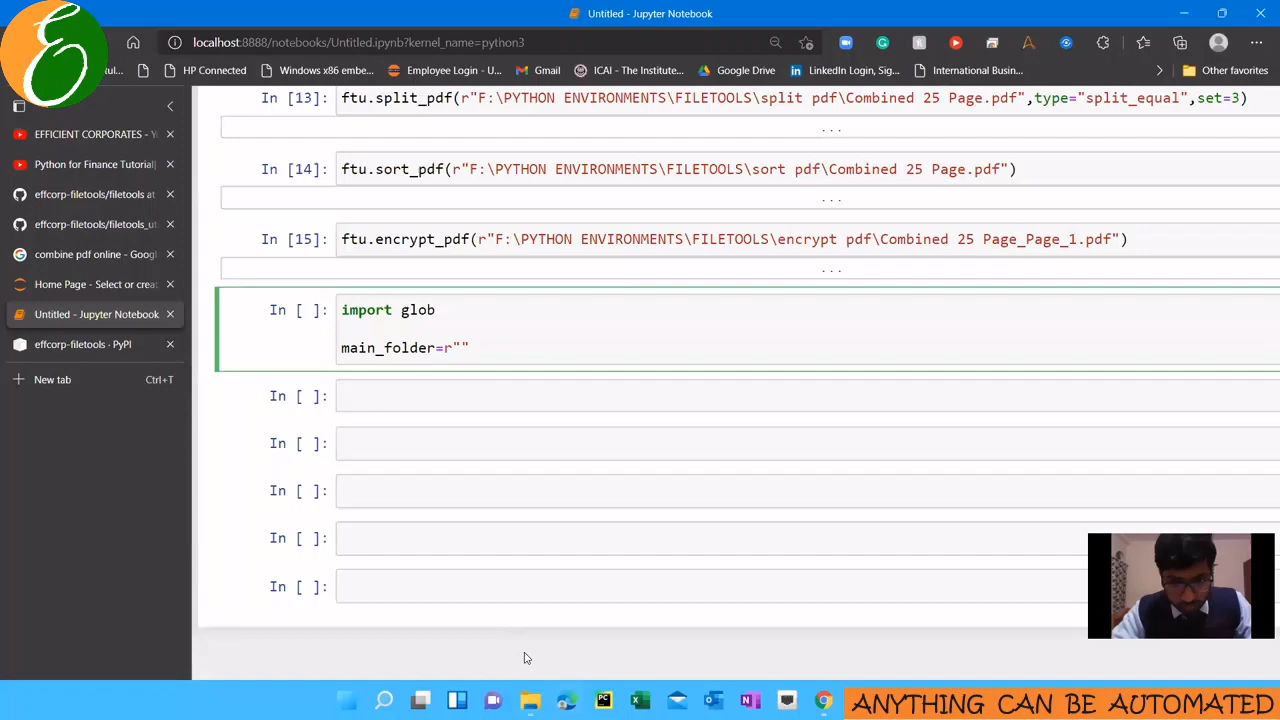 Untitled - Jupyter Notebook
localhost:8888/notebooks/Untitled.ipynb?kernel_name=python3
tul... HP Connected Windows x86 embe... Employee Login - U... Gmail ICAI - The Institute... Google Drive LinkedIn Login, Sig... International Busin... Other favorites
EFFICIENT CORPORATES - Y
Python for Finance Tutorial|
effcorp-filetools/filetools at
effcorp-filetools/filetools_ut
combine pdf online - Googl
Home Page - Select or creat
Untitled - Jupyter Notebook
effcorp-filetools · PyPI
New tab Ctrl+T
In [13]: ftu.split_pdf(r"F:\PYTHON ENVIRONMENTS\FILETOOLS\split pdf\Combined 25 Page.pdf",type="split_equal",set=3)
...
In [14]: ftu.sort_pdf(r"F:\PYTHON ENVIRONMENTS\FILETOOLS\sort pdf\Combined 25 Page.pdf")
...
In [15]: ftu.encrypt_pdf(r"F:\PYTHON ENVIRONMENTS\FILETOOLS\encrypt pdf\Combined 25 Page_Page_1.pdf")
...
In [ ]: import glob
main_folder=r""
In [ ]:
In [ ]:
In [ ]:
In [ ]:
In [ ]:
ANYTHING CAN BE AUTOMATED